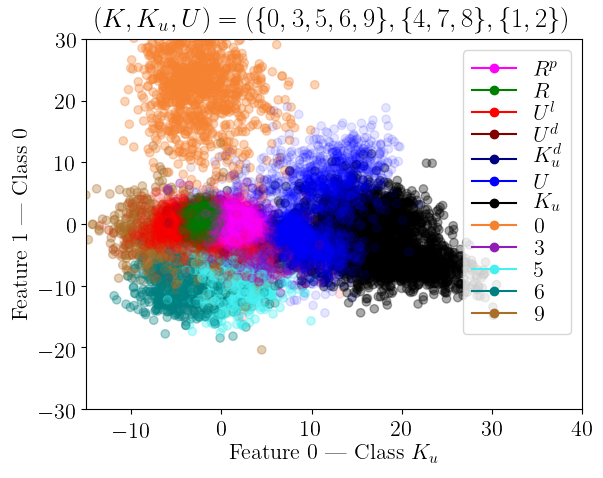 (K, K_u, U) = ({0, 3, 5, 6, 9}, {4, 7, 8}, {1, 2})
30
20
10
0
−10
−20
−30
Feature 1 — Class 0
−10 0 10 20 30 40
Feature 0 — Class K_u
R^p
R
U^l
U^d
K_u^d
U
K_u
0
3
5
6
9